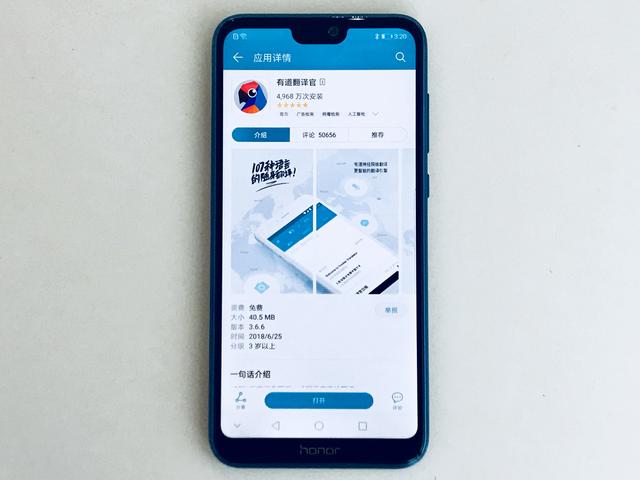 3:20
应用详情
有道翻译官
4,968 万次安装
官方 广告检测 病毒检测 人工审检
介绍 评论 50656 推荐
107种语言
的随身翻译!
有道神经网络翻译
更智能的翻译引擎
资费 免费
举报
大小 40.5 MB
版本 3.6.6
时间 2018/6/25
分级 3 岁以上
一句话介绍
分享 打开 评论
honor